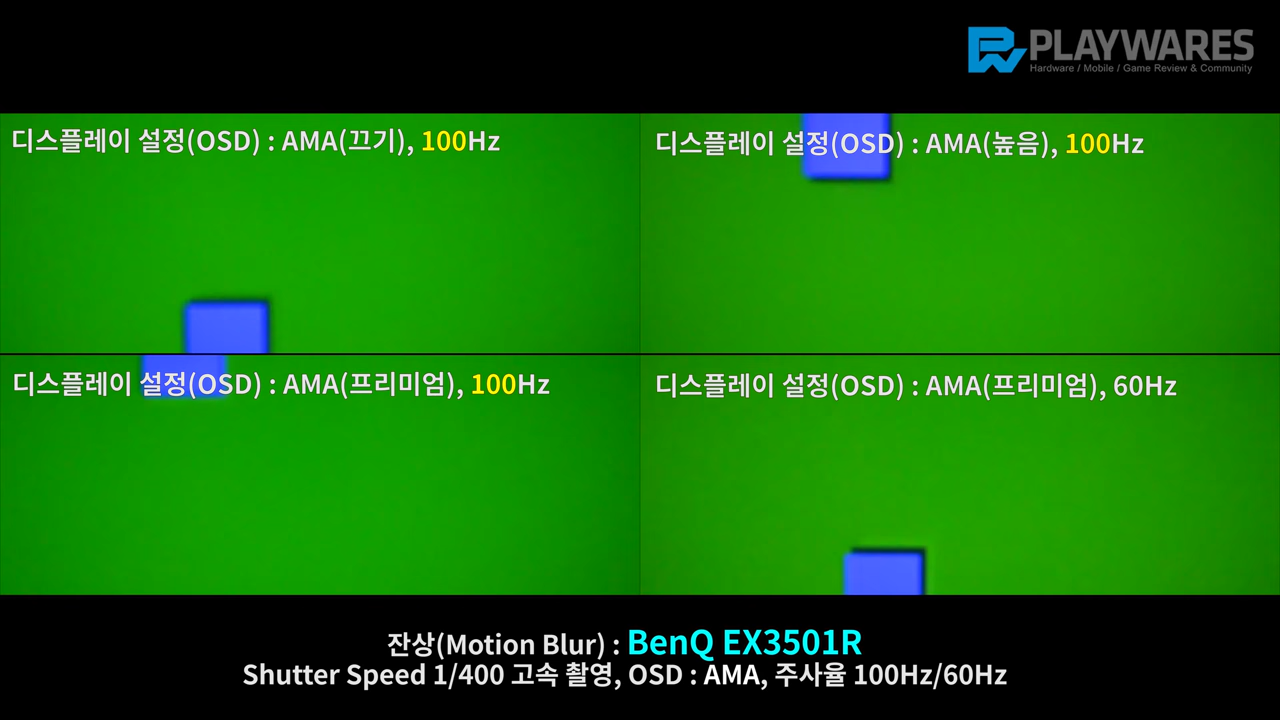 PLAYWARES
Hardware / Mobile / Game Review & Community
디스플레이 설정(OSD) : AMA(끄기), 100Hz
디스플레이 설정(OSD) : AMA(높음), 100Hz
디스플레이 설정(OSD) : AMA(프리미엄), 100Hz
디스플레이 설정(OSD) : AMA(프리미엄), 60Hz
잔상(Motion Blur) : BenQ EX3501R
Shutter Speed 1/400 고속 촬영, OSD : AMA, 주사율 100Hz/60Hz